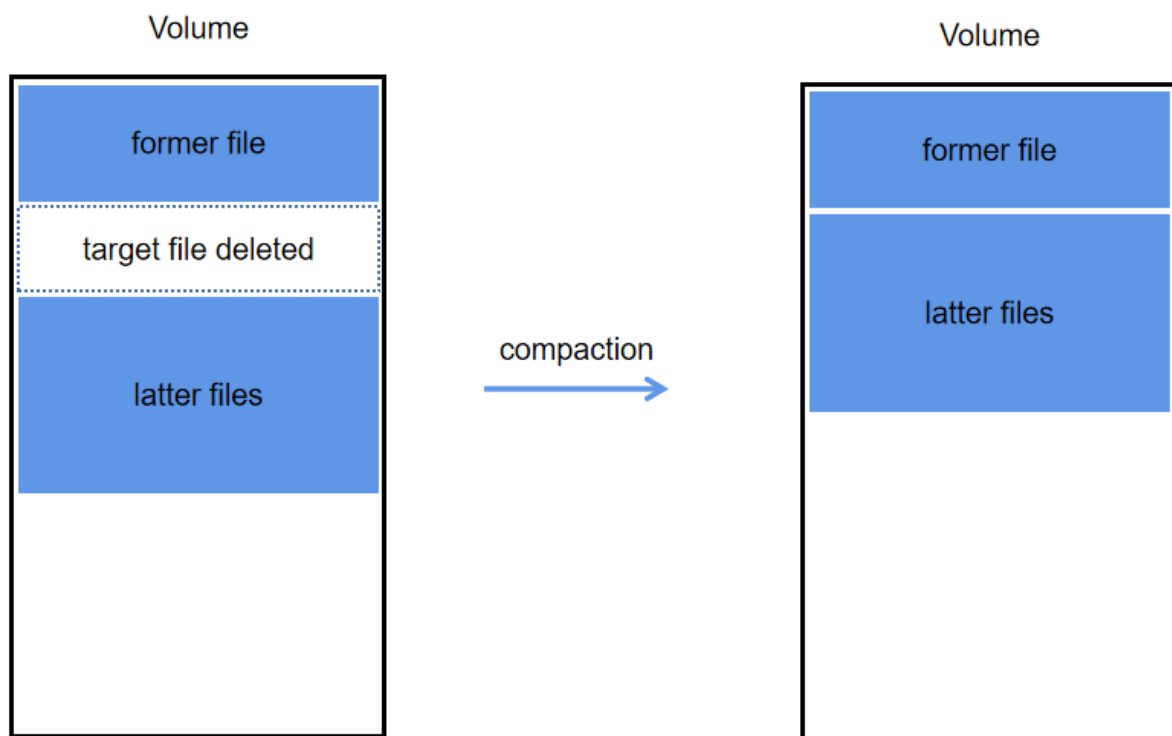 Volume
former file
target file deleted
latter files
compaction
Volume
former file
latter files